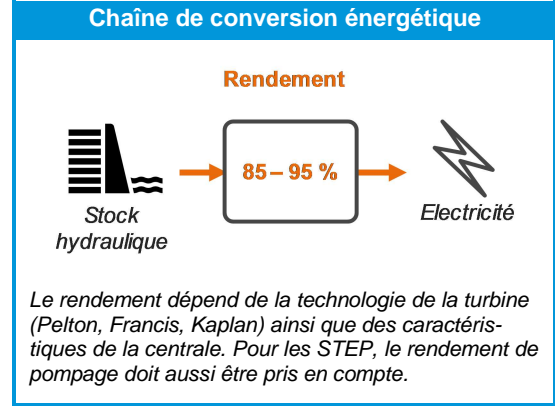 Chaîne de conversion énergétique
Rendement
85 – 95 %
Stock
hydraulique
Electricité
Le rendement dépend de la technologie de la turbine
(Pelton, Francis, Kaplan) ainsi que des caractéris-
tiques de la centrale. Pour les STEP, le rendement de
pompage doit aussi être pris en compte.